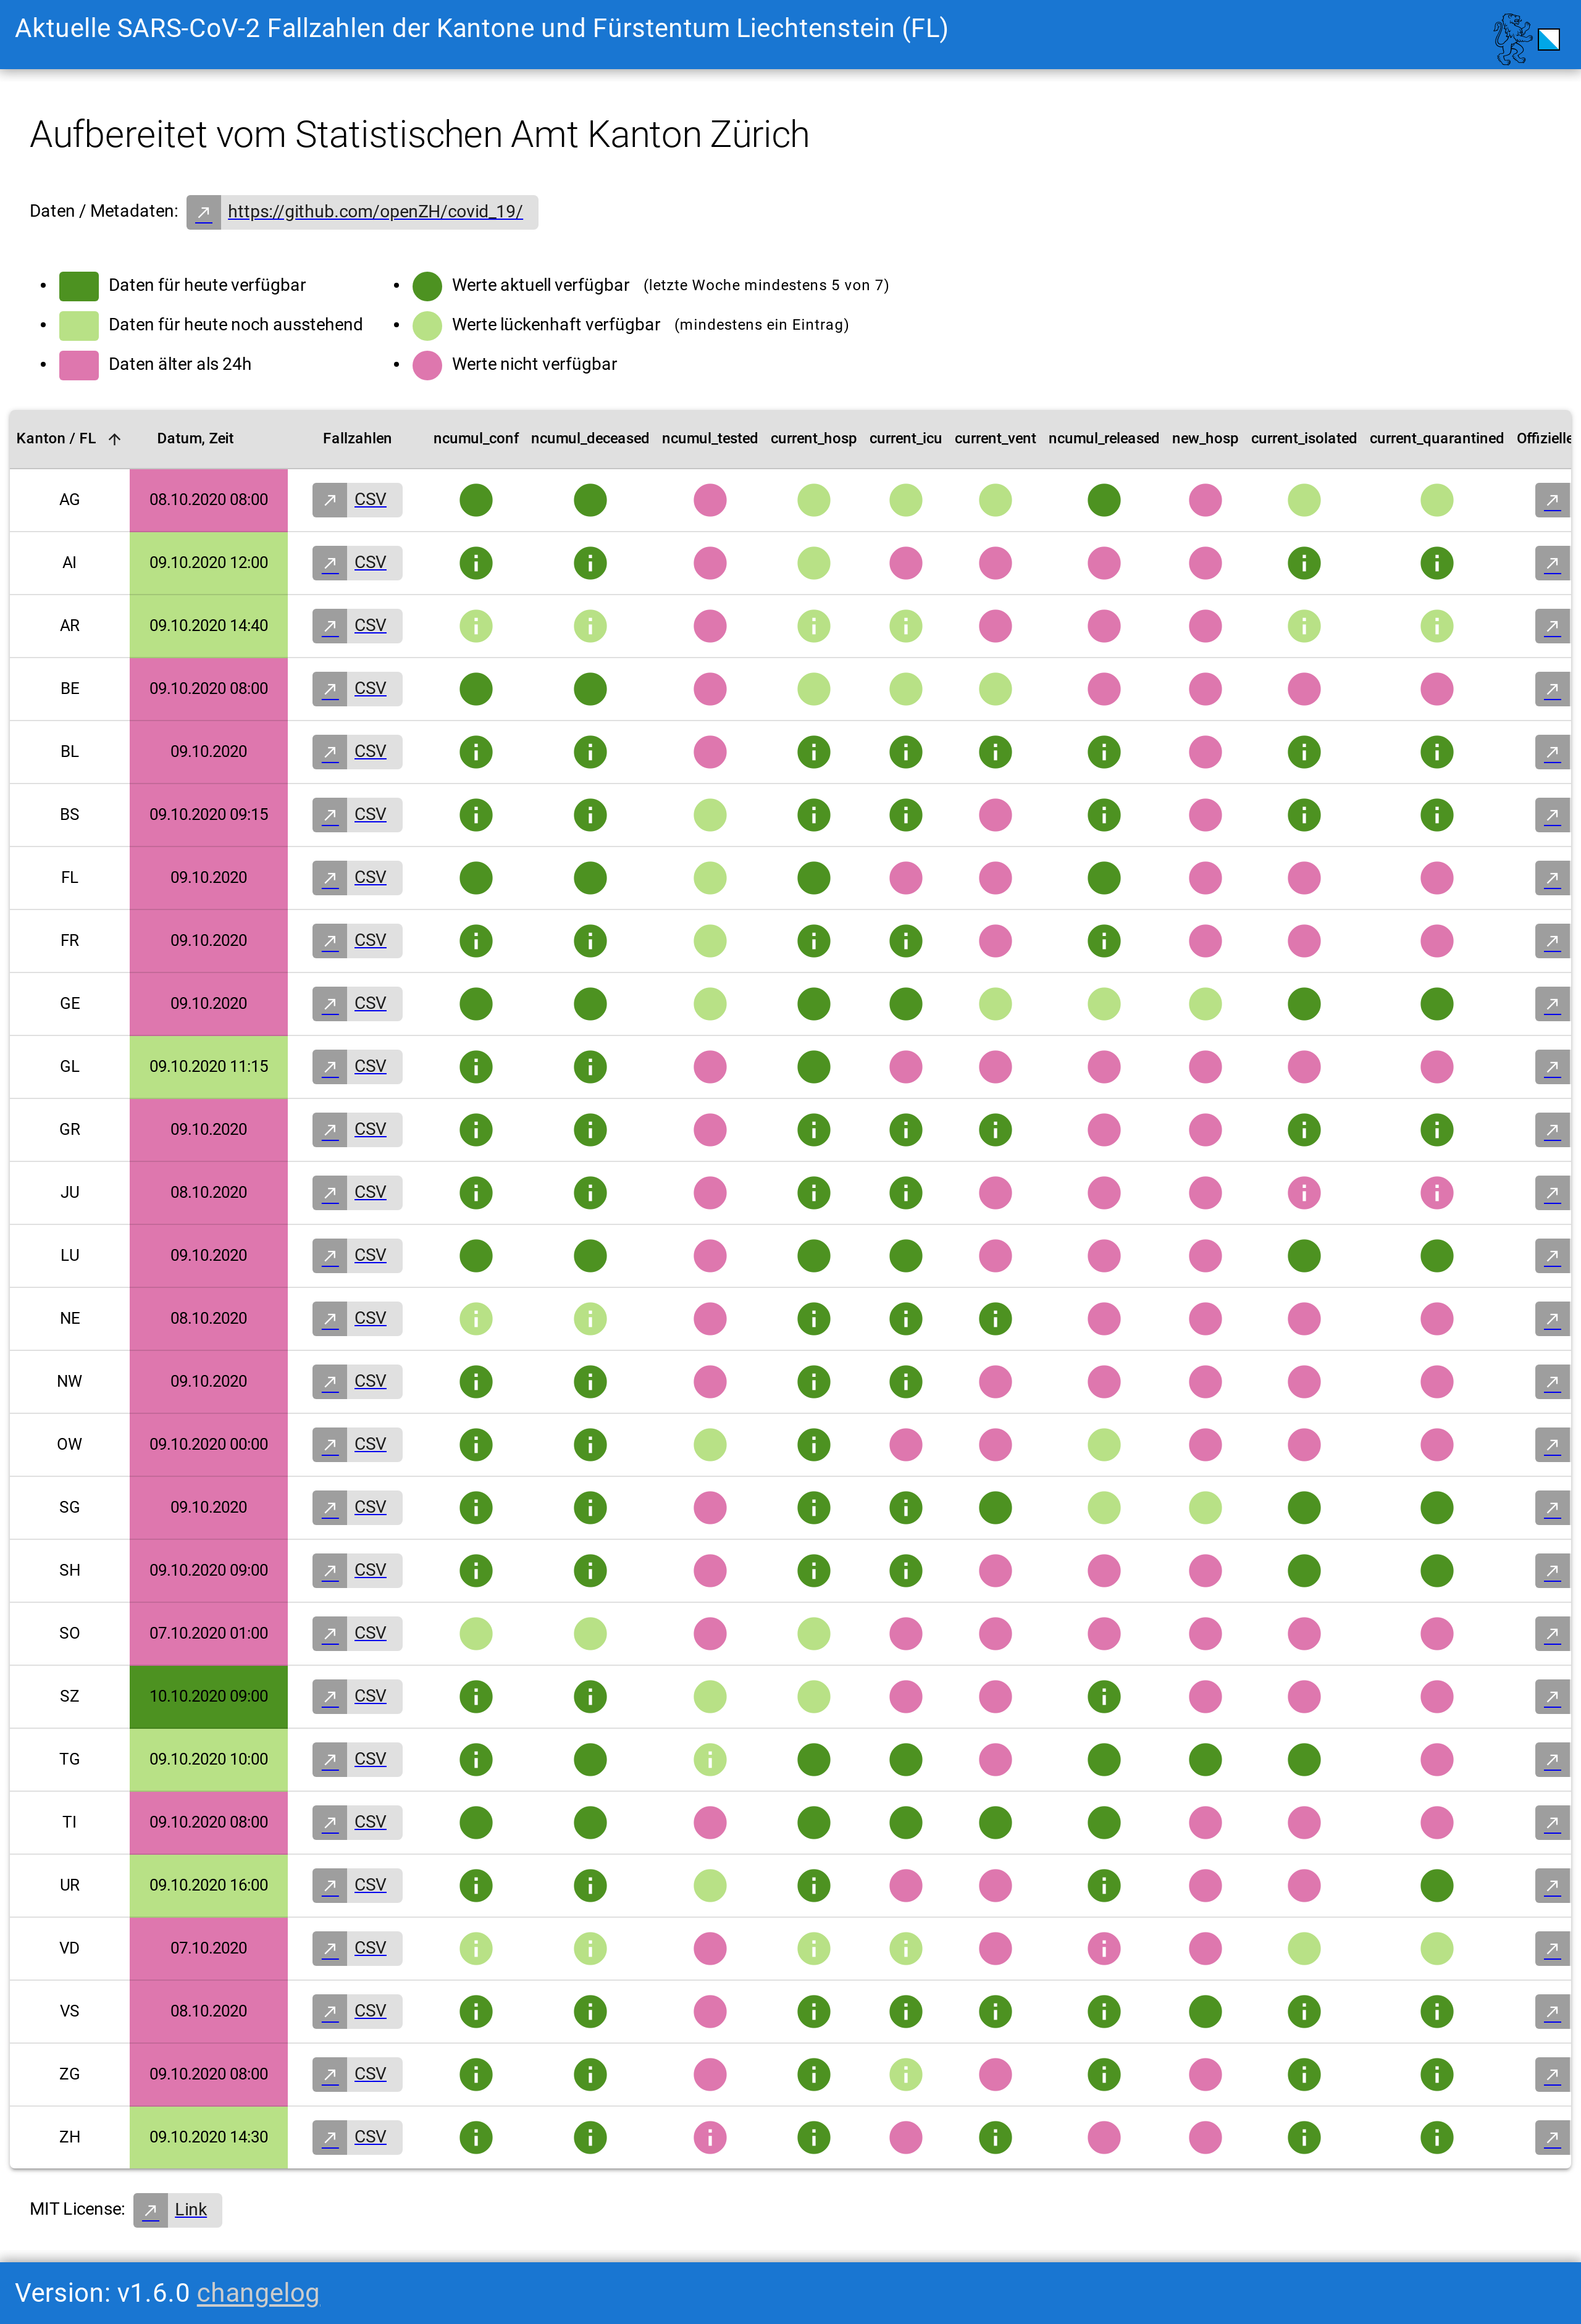 Aktuelle SARS-CoV-2 Fallzahlen der Kantone und Fürstentum Liechtenstein (FL)
Aufbereitet vom Statistischen Amt Kanton Zürich
Daten / Metadaten: https://github.com/openZH/covid_19/
Daten für heute verfügbar
Daten für heute noch ausstehend
Daten älter als 24h
Werte aktuell verfügbar (letzte Woche mindestens 5 von 7)
Werte lückenhaft verfügbar (mindestens ein Eintrag)
Werte nicht verfügbar
Kanton / FL Datum, Zeit Fallzahlen ncumul_conf ncumul_deceased ncumul_tested current_hosp current_icu current_vent ncumul_released new_hosp current_isolated current_quarantined Offizielle
AG 08.10.2020 08:00 CSV
AI 09.10.2020 12:00 CSV
AR 09.10.2020 14:40 CSV
BE 09.10.2020 08:00 CSV
BL 09.10.2020 CSV
BS 09.10.2020 09:15 CSV
FL 09.10.2020 CSV
FR 09.10.2020 CSV
GE 09.10.2020 CSV
GL 09.10.2020 11:15 CSV
GR 09.10.2020 CSV
JU 08.10.2020 CSV
LU 09.10.2020 CSV
NE 08.10.2020 CSV
NW 09.10.2020 CSV
OW 09.10.2020 00:00 CSV
SG 09.10.2020 CSV
SH 09.10.2020 09:00 CSV
SO 07.10.2020 01:00 CSV
SZ 10.10.2020 09:00 CSV
TG 09.10.2020 10:00 CSV
TI 09.10.2020 08:00 CSV
UR 09.10.2020 16:00 CSV
VD 07.10.2020 CSV
VS 08.10.2020 CSV
ZG 09.10.2020 08:00 CSV
ZH 09.10.2020 14:30 CSV
MIT License: Link
Version: v1.6.0 changelog